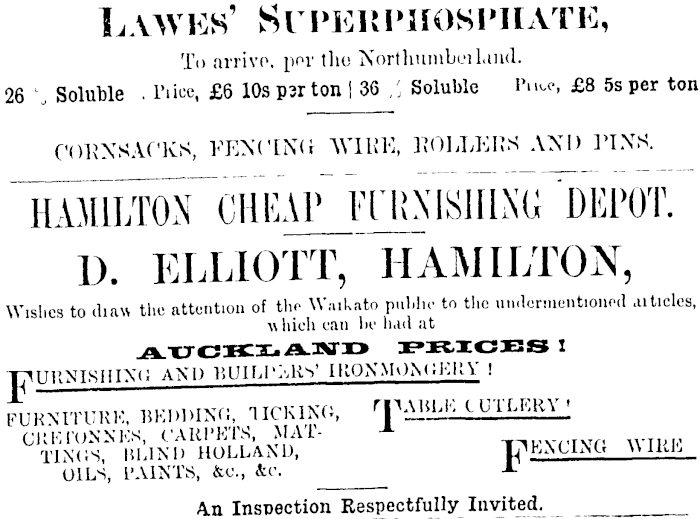 LAWES' SUPERPHOSPHATE,
To arrive, per the Northumberland.
26 % Soluble . Price, £6 10s per ton | 36 % Soluble Price, £8 5s per ton
CORNSACKS, FENCING WIRE, ROLLERS AND PINS.
HAMILTON CHEAP FURNISHING DEPOT.
D. ELLIOTT, HAMILTON,
Wishes to draw the attention of the Waikato public to the undermentioned articles,
which can be had at
AUCKLAND PRICES!
FURNISHING AND BUILDERS' IRONMONGERY!
FURNITURE, BEDDING, TICKING,
CRETONNES, CARPETS, MAT-
TINGS, BLIND HOLLAND,
OILS, PAINTS, &c., &c.
TABLE CUTLERY!
FENCING WIRE
An Inspection Respectfully Invited.